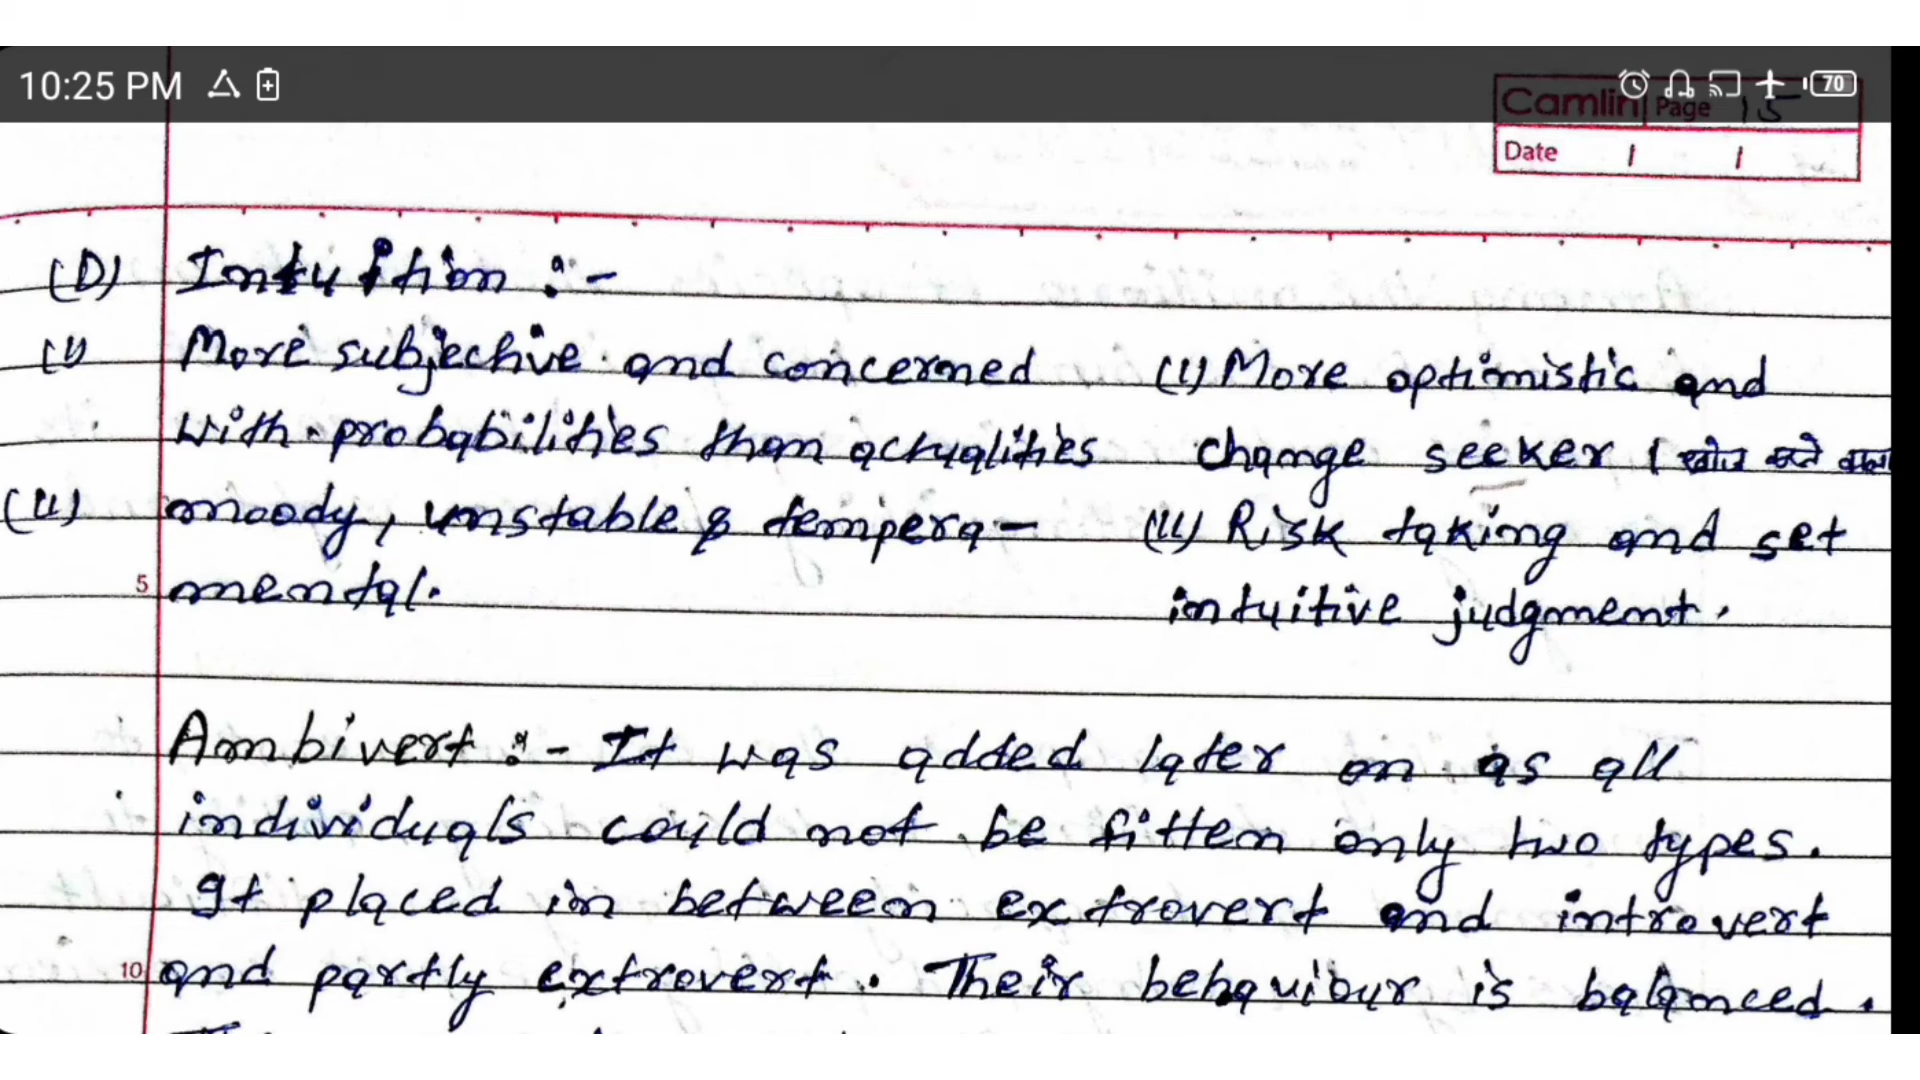 10:25 PM
70
Camlin Page 15
Date / /
(D) Intuition :-
(i) More subjective and concerned
with probabilities than actualities
(ii) moody, unstable & tempera-
5 mental.
(i) More optimistic and
change seeker ( खोज करने वाला
(ii) Risk taking and set
intuitive judgment.
Ambivert :- It was added later on as all
individuals could not be fitten only two types.
It placed in between extrovert and introvert
10 and partly extrovert. Their behaviour is balanced.